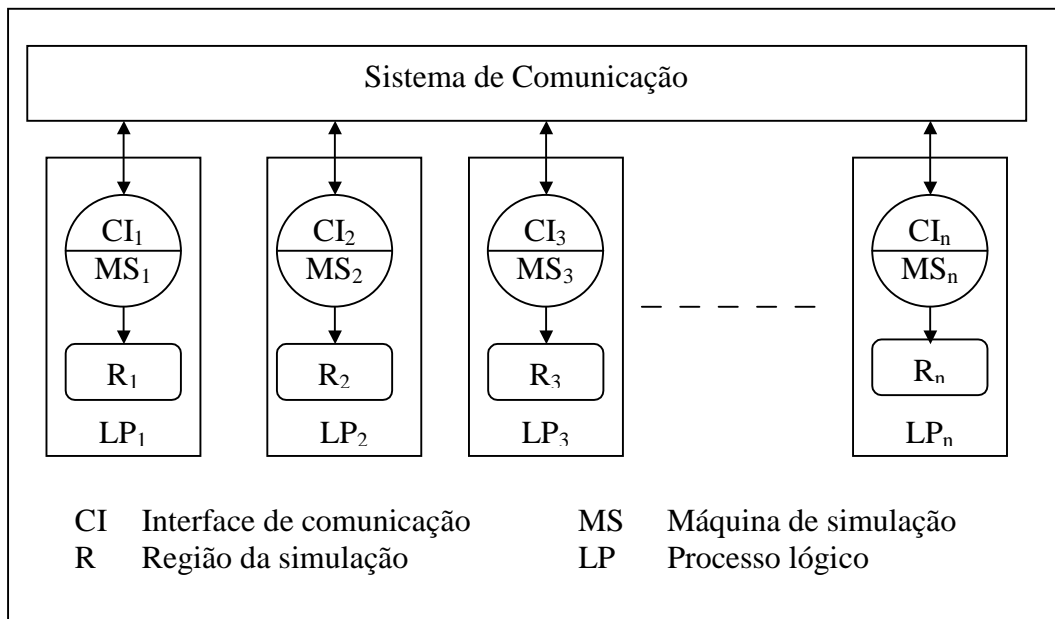 Sistema de Comunicação
CI₁ CI₂ CI₃ CIₙ
MS₁ MS₂ MS₃ MSₙ
R₁ R₂ R₃ Rₙ
LP₁ LP₂ LP₃ LPₙ
CI Interface de comunicação MS Máquina de simulação
R Região da simulação LP Processo lógico